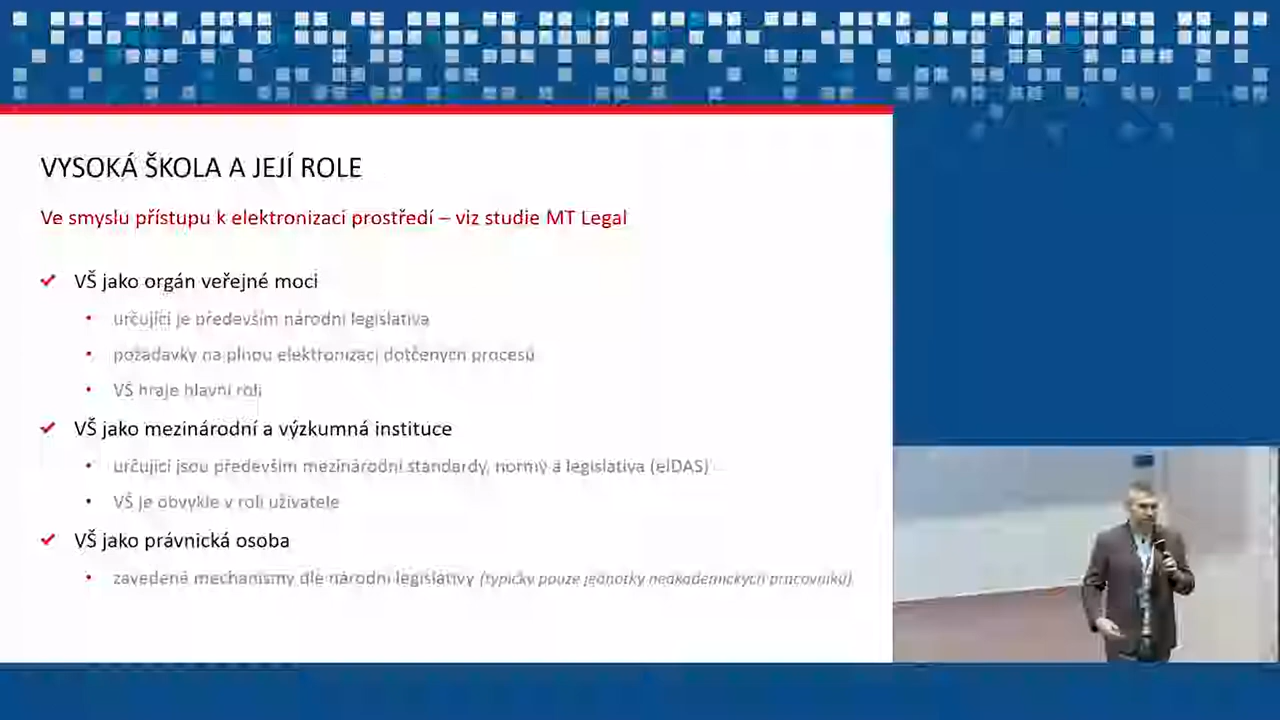 VYSOKÁ ŠKOLA A JEJÍ ROLE
Ve smyslu přístupu k elektronizaci prostředí – viz studie MT Legal
VŠ jako orgán veřejné moci
určující je především národní legislativa
požadavky na plnou elektronizaci dotčených procesů
VŠ hraje hlavní roli
VŠ jako mezinárodní a výzkumná instituce
určující jsou především mezinárodní standardy, normy a legislativa (eIDAS)
VŠ je obvykle v roli uživatele
VŠ jako právnická osoba
zavedené mechanismy dle národní legislativy (typicky pouze jednotky neakademických pracovníků)